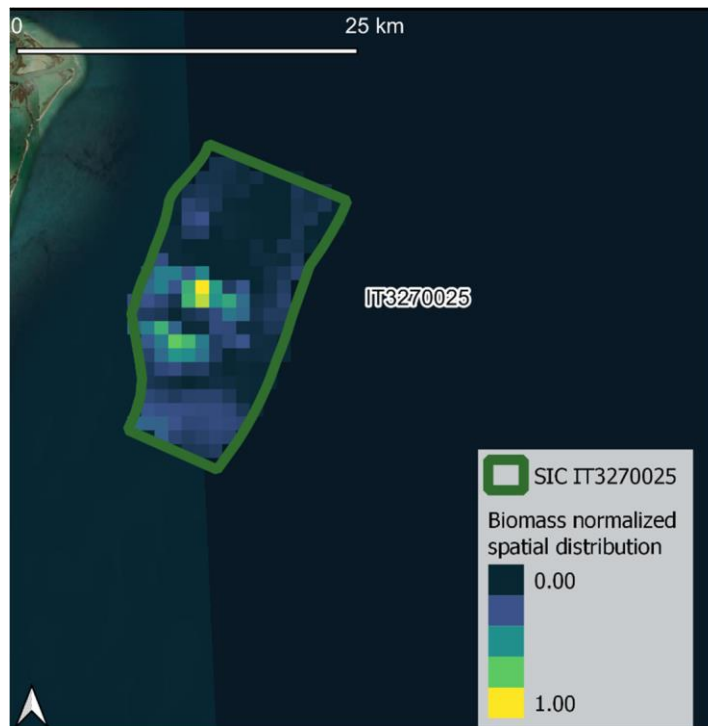 0 25 km
IT3270025
SIC IT3270025
Biomass normalized
spatial distribution
0.00
1.00